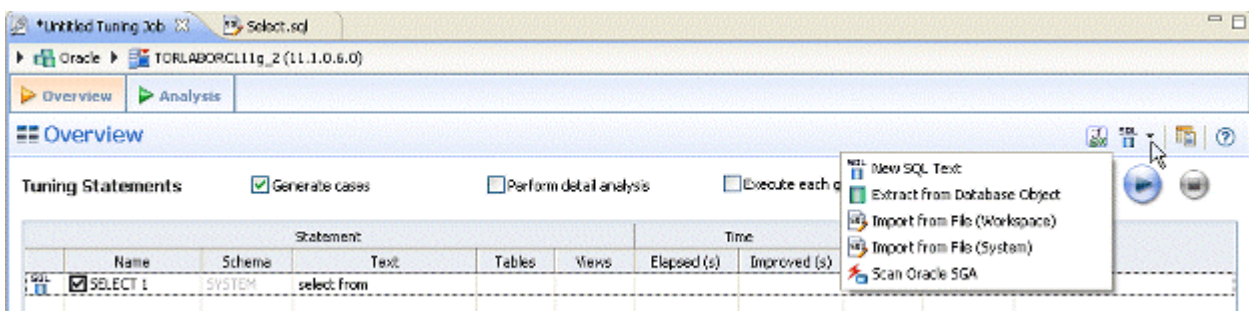 *Untitled Tuning Job Select.sql
Oracle TORLABORCL11g_2 (11.1.0.6.0)
Overview Analysis
Overview
Tuning Statements Generate cases Perform detail analysis Execute each
New SQL Text
Extract from Database Object
Import from File (Workspace)
Import from File (System)
Scan Oracle SGA
Statement Time
Name Schema Text Tables Views Elapsed (s) Improved (s)
SELECT 1 SYSTEM select from